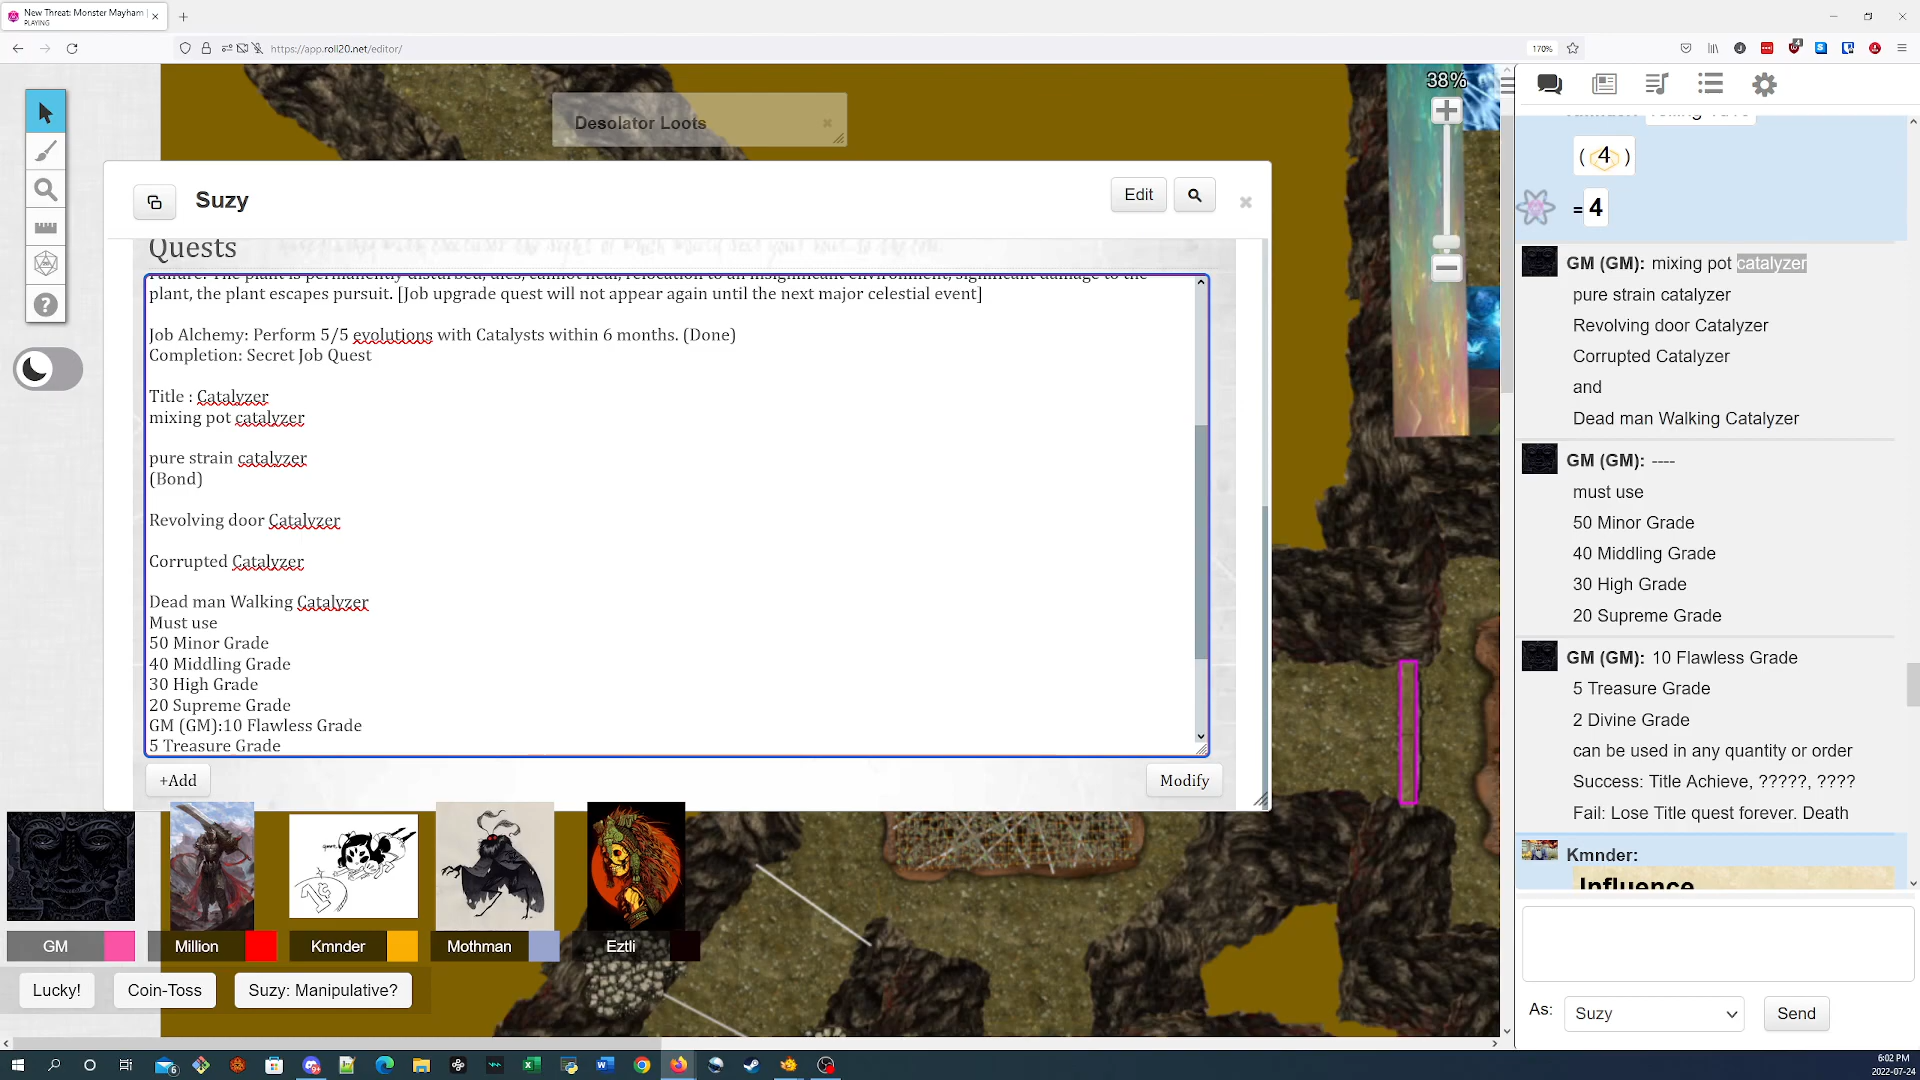 New Threat: Monster Mayham |
PLAYING
https://app.roll20.net/editor/
170%
38%
Desolator Loots
Suzy
Edit
Quests
plant, the plant escapes pursuit. [Job upgrade quest will not appear again until the next major celestial event]
Job Alchemy: Perform 5/5 evolutions with Catalysts within 6 months. (Done)
Completion: Secret Job Quest
Title : Catalyzer
mixing pot catalyzer
pure strain catalyzer
(Bond)
Revolving door Catalyzer
Corrupted Catalyzer
Dead man Walking Catalyzer
Must use
50 Minor Grade
40 Middling Grade
30 High Grade
20 Supreme Grade
GM (GM):10 Flawless Grade
5 Treasure Grade
+Add
Modify
GM
Million
Kmnder
Mothman
Eztli
Lucky!
Coin-Toss
Suzy: Manipulative?
( 4 )
=4
GM (GM): mixing pot catalyzer
pure strain catalyzer
Revolving door Catalyzer
Corrupted Catalyzer
and
Dead man Walking Catalyzer
GM (GM): ----
must use
50 Minor Grade
40 Middling Grade
30 High Grade
20 Supreme Grade
GM (GM): 10 Flawless Grade
5 Treasure Grade
2 Divine Grade
can be used in any quantity or order
Success: Title Achieve, ?????, ????
Fail: Lose Title quest forever. Death
Kmnder:
Influence
As:
Suzy
Send
6:02 PM
2022-07-24